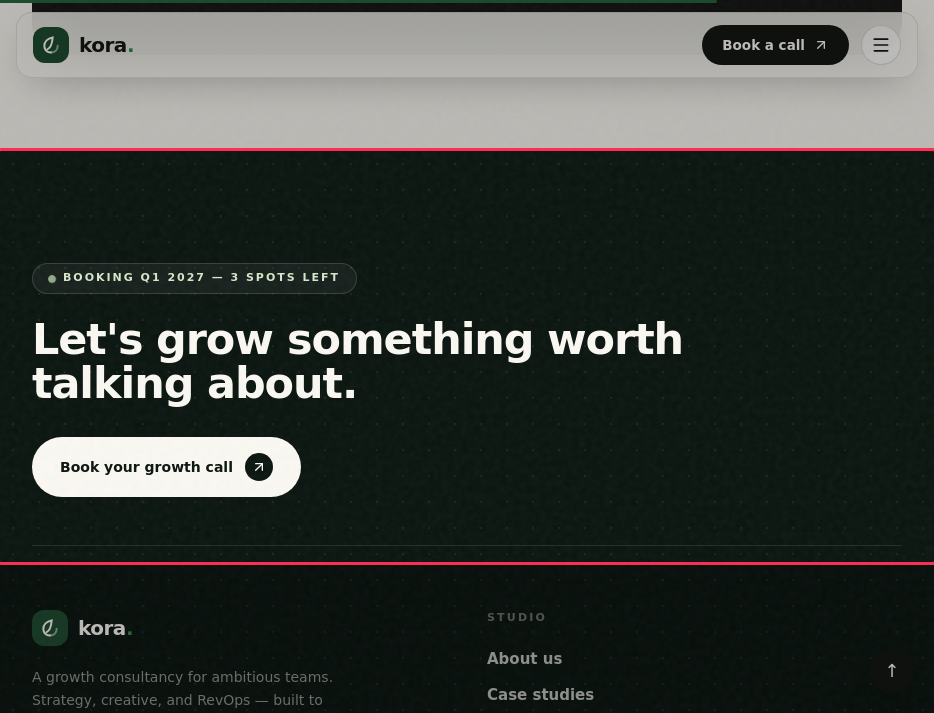 kora.
Book a call
BOOKING Q1 2027 — 3 SPOTS LEFT
Let's grow something worth
talking about.
Book your growth call
kora.
A growth consultancy for ambitious teams.
Strategy, creative, and RevOps — built to
STUDIO
About us
Case studies